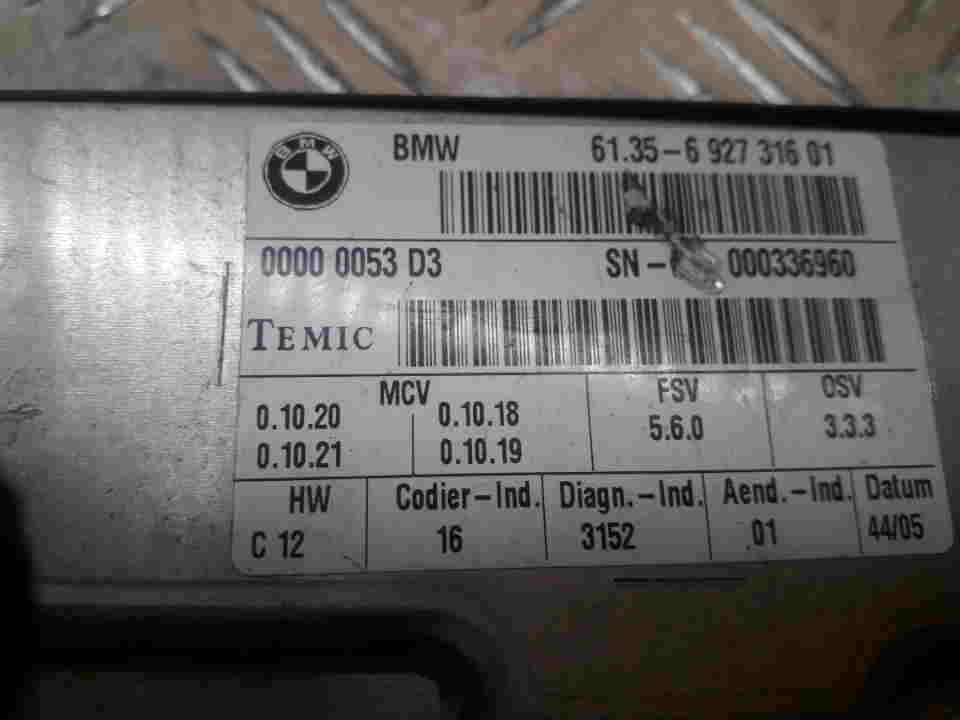 BMW
BMW 61.35-6 927 316 01
0000 0053 D3 SN- 000336960
TEMIC
MCV FSV OSV
0.10.20 0.10.18 5.6.0 3.3.3
0.10.21 0.10.19
HW Codier-Ind. Diagn.-Ind. Aend.-Ind. Datum
C 12 16 3152 01 44/05